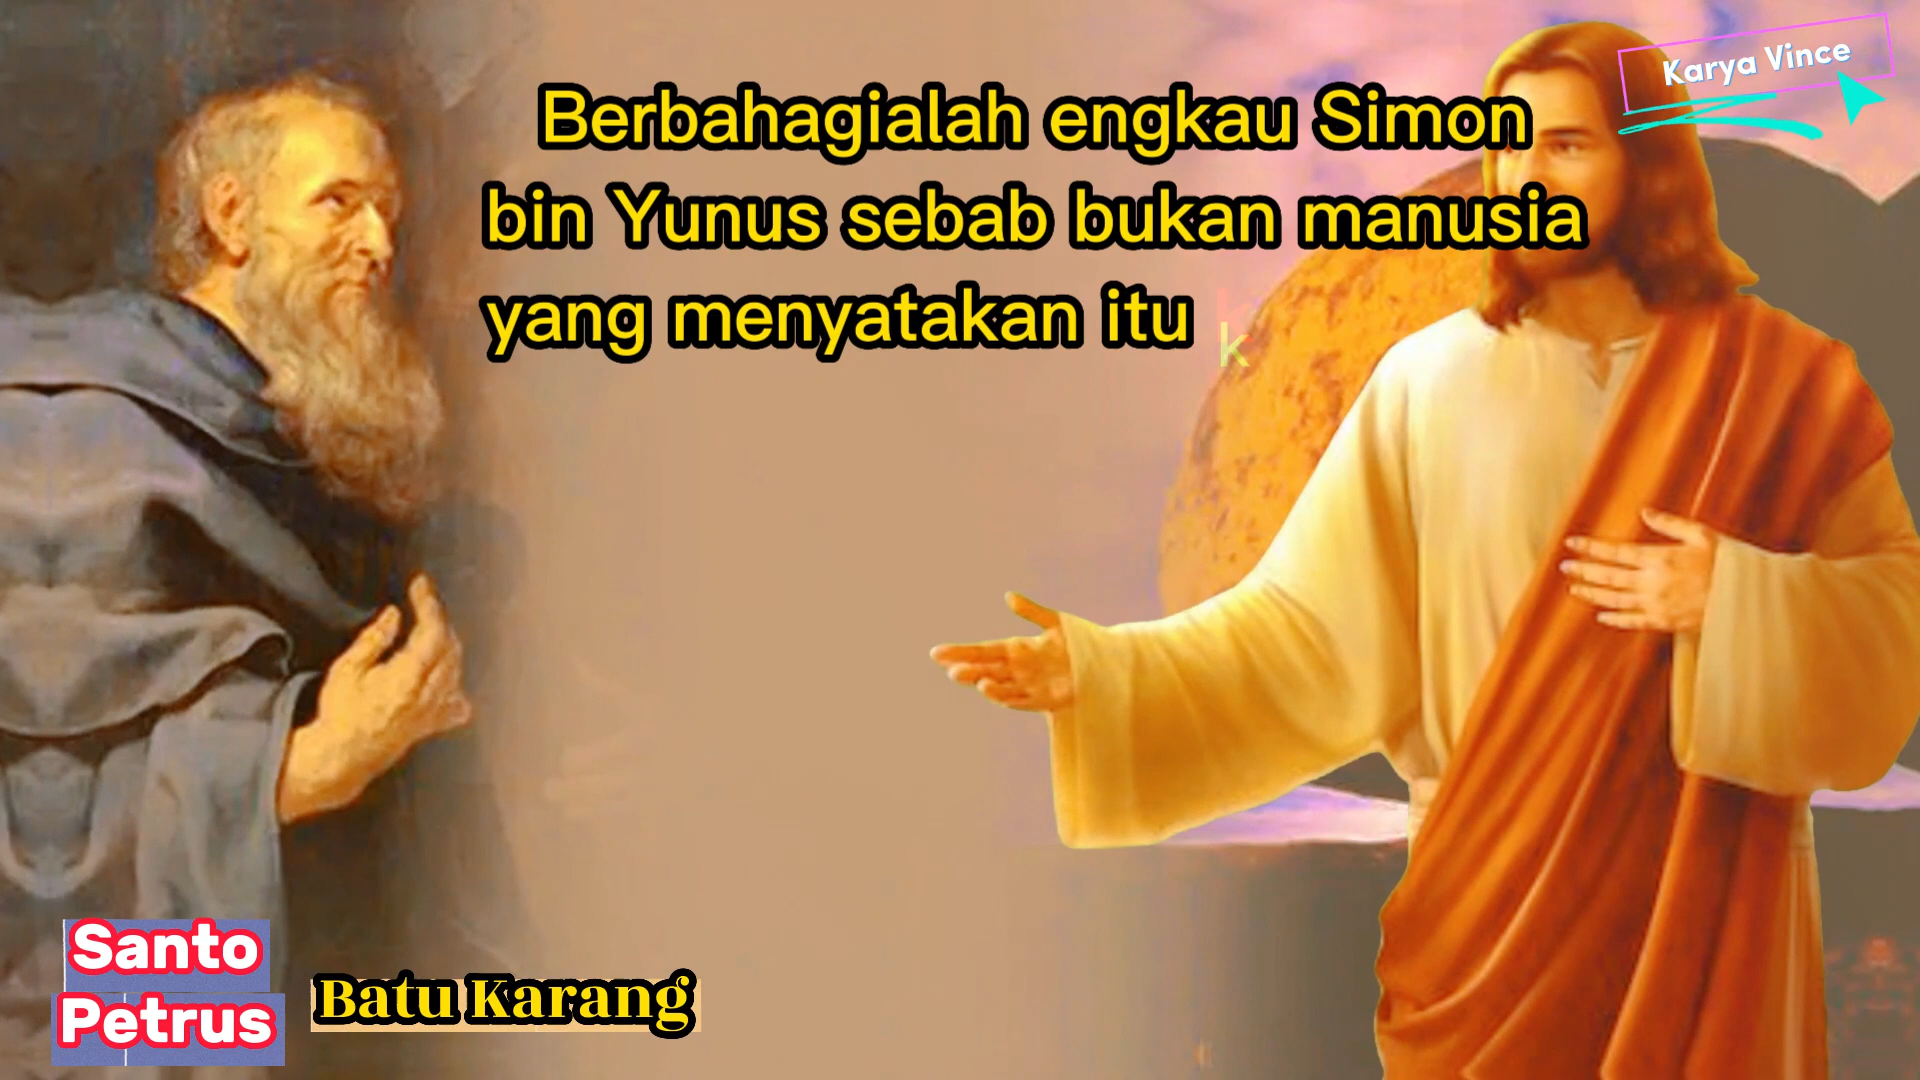 Karya Vince
Berbahagialah engkau Simon
bin Yunus sebab bukan manusia
yang menyatakan itu k
Santo
Petrus
Batu Karang